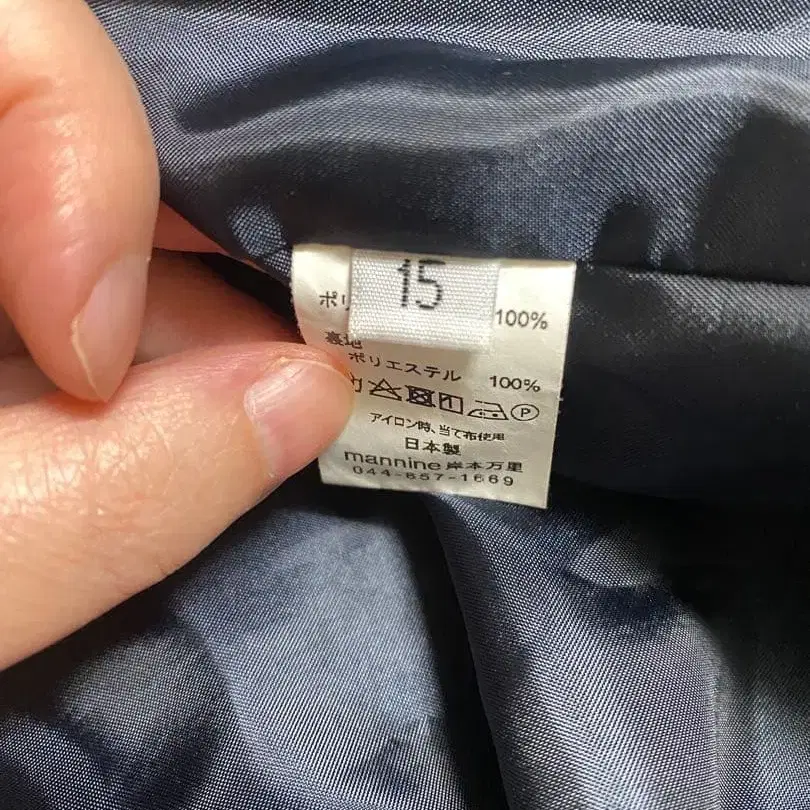 15
ポリ 100%
裏地
ポリエステル 100%
アイロン時、当て布使用
日本製
mannine 岸本万里
044-857-1669